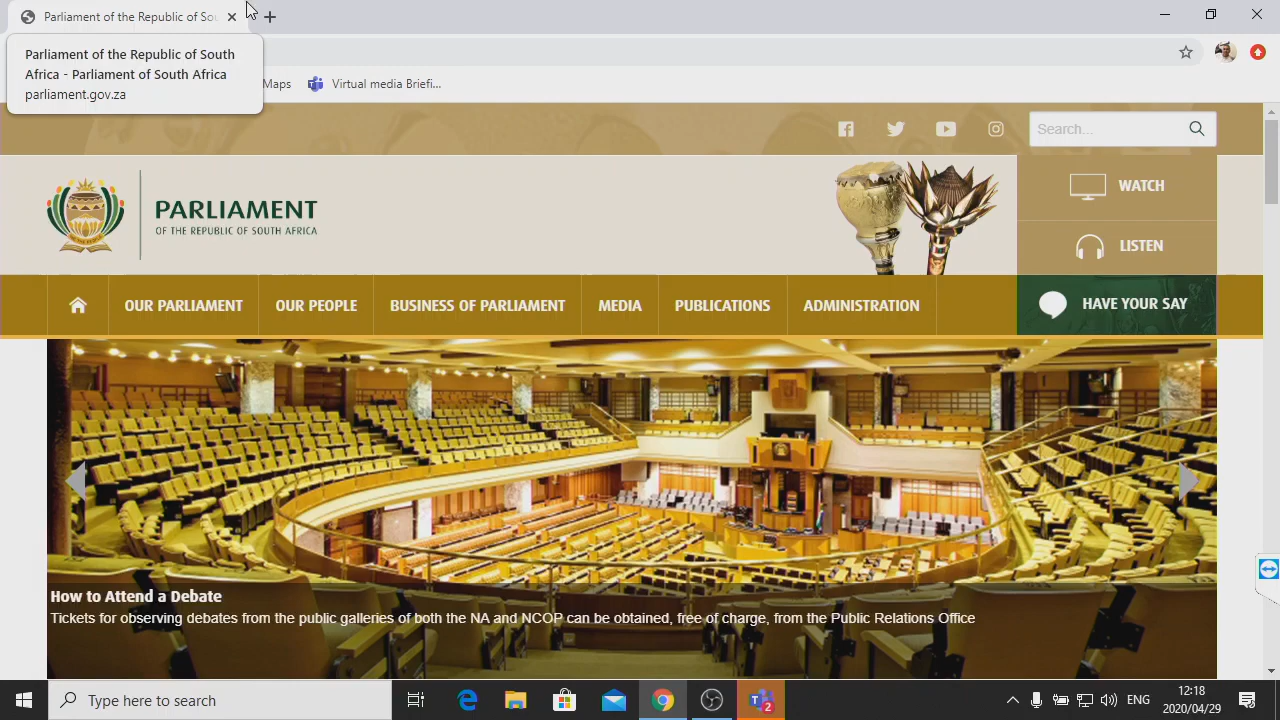 Parliament of the Republic of Sou
Parliament of the Republic of South
Africa - Parliament of South Africa
parliament.gov.za
Maps
Virtual media Briefi...
Search...
WATCH
PARLIAMENT
OF THE REPUBLIC OF SOUTH AFRICA
LISTEN
OUR PARLIAMENT
OUR PEOPLE
BUSINESS OF PARLIAMENT
MEDIA
PUBLICATIONS
ADMINISTRATION
HAVE YOUR SAY
How to Attend a Debate
Tickets for observing debates from the public galleries of both the NA and NCOP can be obtained, free of charge, from the Public Relations Office
Type here to search
2
ENG
12:18
2020/04/29